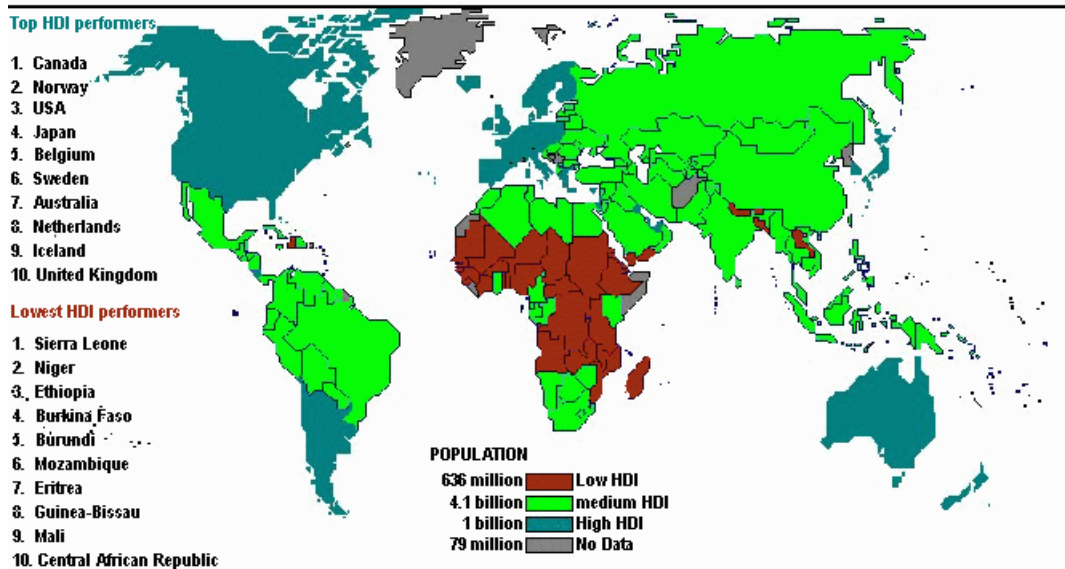 Top HDI performers
1. Canada
2. Norway
3. USA
4. Japan
5. Belgium
6. Sweden
7. Australia
8. Netherlands
9. Iceland
10. United Kingdom
Lowest HDI performers
1. Sierra Leone
2. Niger
3. Ethiopia
4. Burkina Faso
5. Burundi
6. Mozambique
7. Eritrea
8. Guinea-Bissau
9. Mali
10. Central African Republic
POPULATION
636 million Low HDI
4.1 billion medium HDI
1 billion High HDI
79 million No Data